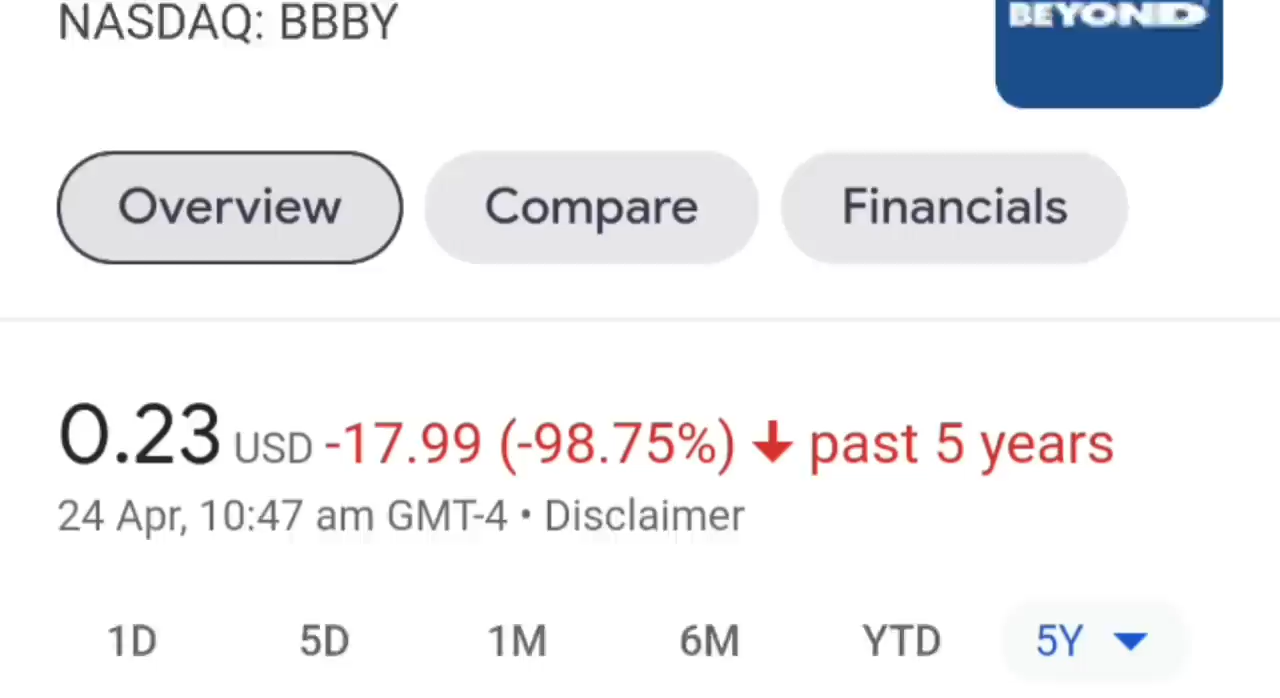 NASDAQ: BBBY
BEYOND
Overview Compare Financials
0.23 USD -17.99 (-98.75%) ↓ past 5 years
24 Apr, 10:47 am GMT-4 • Disclaimer
1D 5D 1M 6M YTD 5Y